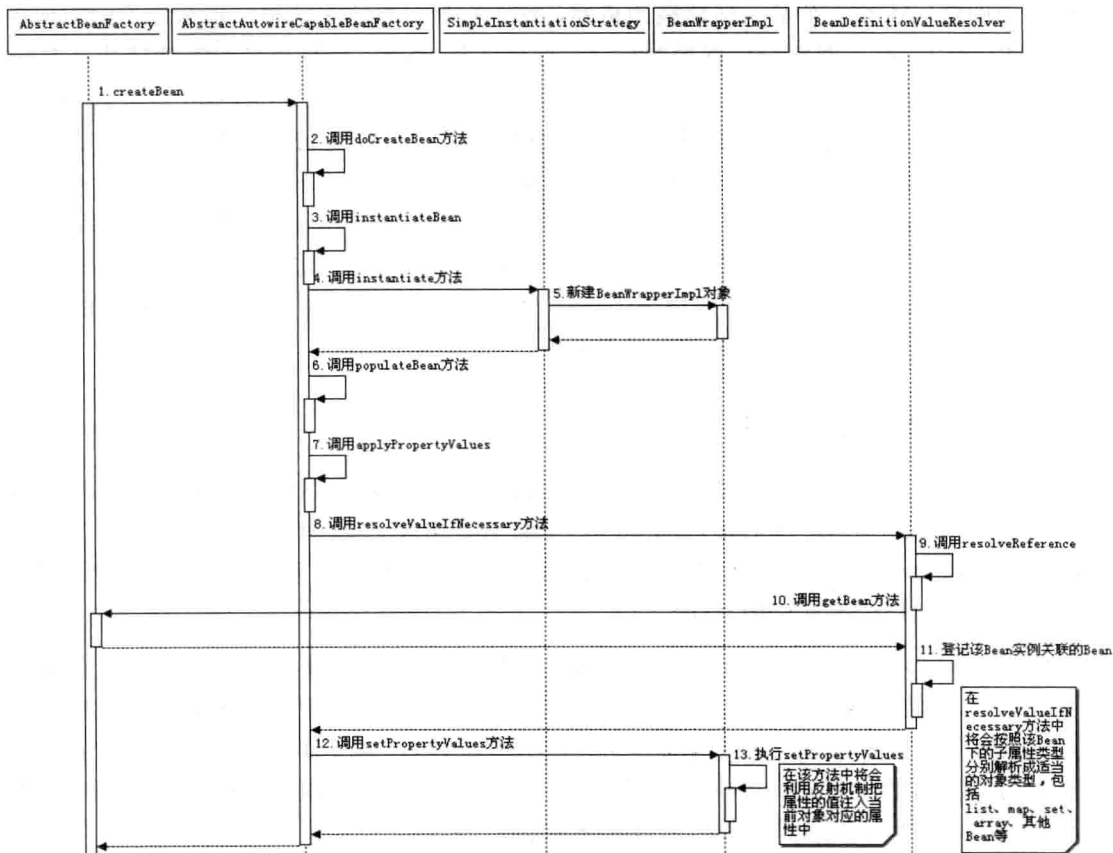 AbstractBeanFactory
AbstractAutowireCapableBeanFactory
SimpleInstantiationStrategy
BeanWrapperImpl
BeanDefinitionValueResolver
1. createBean
2. 调用doCreateBean方法
3. 调用instantiateBean
4. 调用instantiate方法
5. 新建BeanWrapperImpl对象
6. 调用populateBean方法
7. 调用applyPropertyValues
8. 调用resolveValueIfNecessary方法
9. 调用resolveReference
10. 调用getBean方法
11. 登记该Bean实例关联的Bean
在
resolveValueIfN
ecessary方法中
将会按照该Bean
下的子属性类型
分别解析成适当
的对象类型，包
括
list、map、set、
array、其他
Bean等
12. 调用setPropertyValues方法
13. 执行setPropertyValues
在该方法中将会
利用反射机制把
属性的值注入当
前对象对应的属
性中